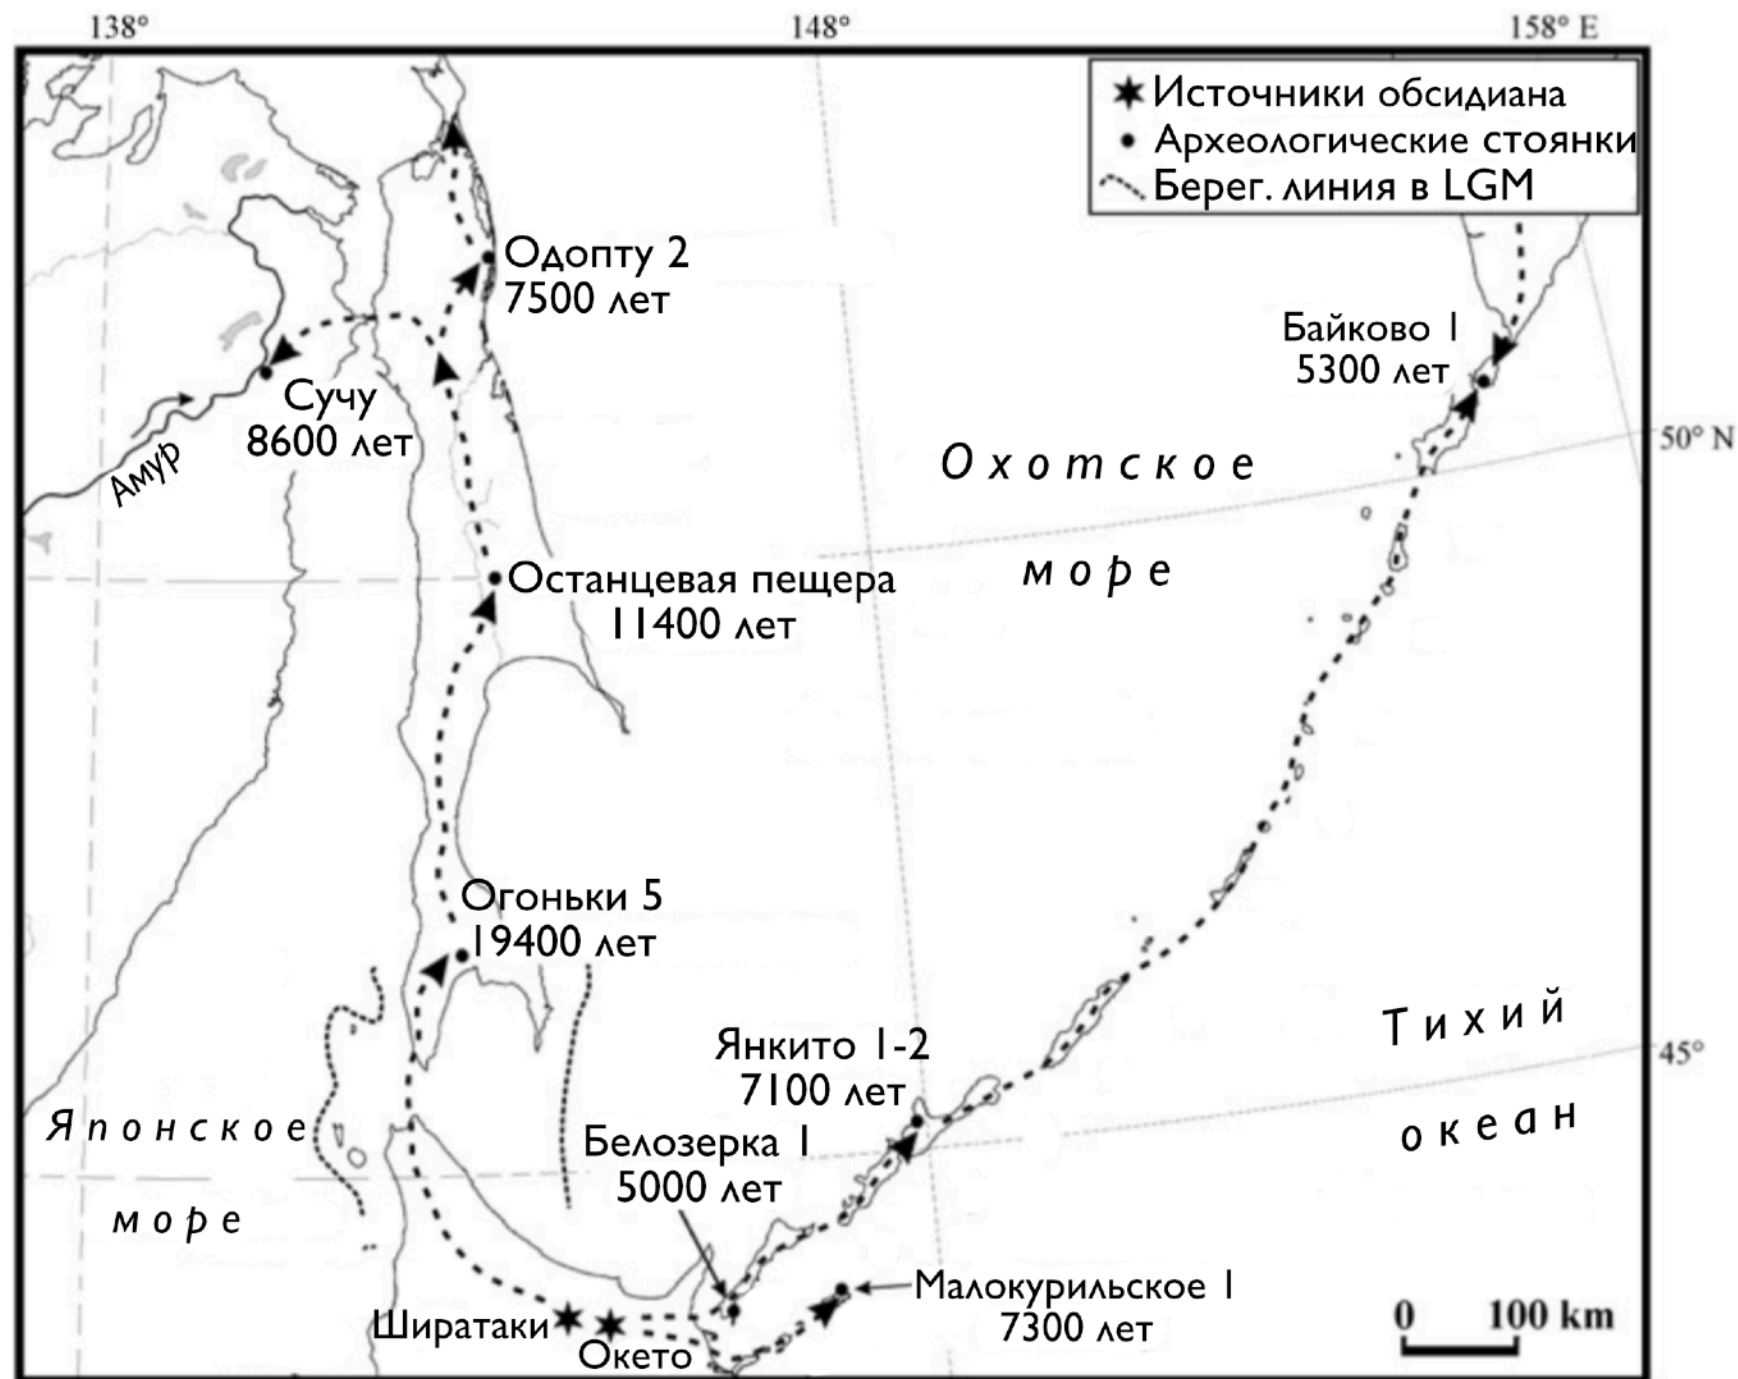 138°
148°
158° E
Источники обсидиана
Археологические стоянки
Берег. линия в LGM
Одопту 2
7500 лет
Байково 1
5300 лет
Сучу
8600 лет
Амур
50° N
Охотское
море
Останцевая пещера
11400 лет
Огоньки 5
19400 лет
Тихий
океан
45°
Янкито 1-2
7100 лет
Японское
море
Белозерка 1
5000 лет
Малокурильское 1
7300 лет
Ширатаки
Окето
0 100 km